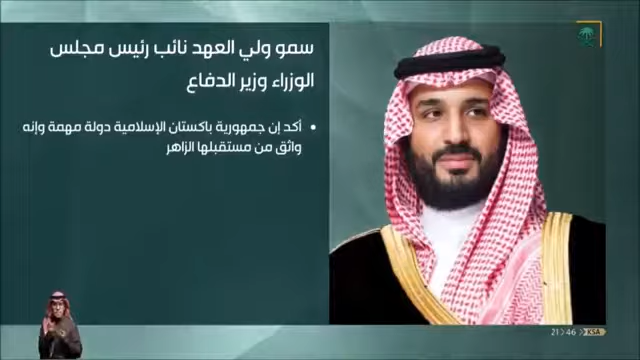 سمو ولي العهد نائب رئيس مجلس
الوزراء وزير الدفاع
• أكد إن جمهورية باكستان الإسلامية دولة مهمة وإنه
واثق من مستقبلها الزاهر
21:46 KSA